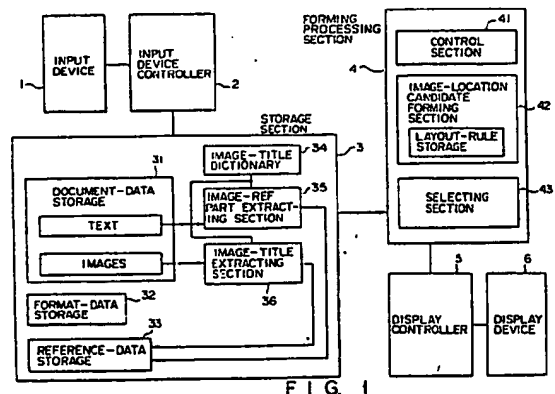 INPUT
DEVICE
1
INPUT
DEVICE
CONTROLLER
2
FORMING
PROCESSING
SECTION
4
41
CONTROL
SECTION
IMAGE-LOCATION
CANDIDATE
FORMING
SECTION
42
LAYOUT-RULE
STORAGE
SELECTING
SECTION
43
STORAGE
SECTION
3
31
DOCUMENT-DATA
STORAGE
TEXT
IMAGES
IMAGE-TITLE
DICTIONARY
34
IMAGE-REF
PART EXTRACT-
ING SECTION
35
IMAGE-TITLE
EXTRACTING
SECTION
36
FORMAT-DATA
STORAGE
32
REFERENCE-DATA
STORAGE
33
DISPLAY
CONTROLLER
5
DISPLAY
DEVICE
6
FIG. 1